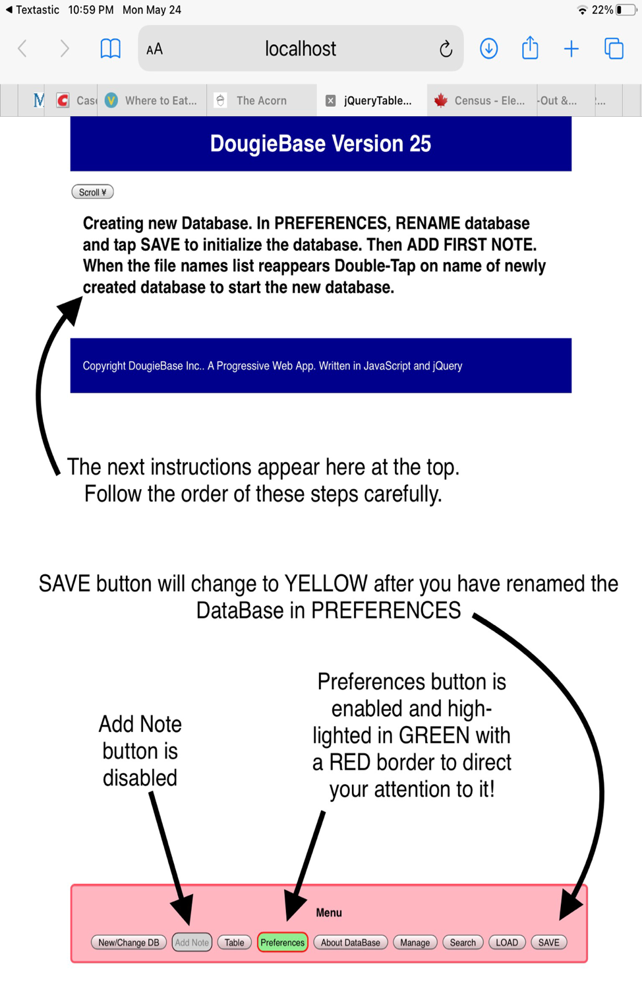 ◀ Textastic 10:59 PM Mon May 24 22%
AA localhost
M Cas Where to Eat... The Acorn jQueryTable... Census - Ele... -Out &... ...
DougieBase Version 25
Scroll ¥
Creating new Database. In PREFERENCES, RENAME database
and tap SAVE to initialize the database. Then ADD FIRST NOTE.
When the file names list reappears Double-Tap on name of newly
created database to start the new database.
Copyright DougieBase Inc.. A Progressive Web App. Written in JavaScript and jQuery
The next instructions appear here at the top.
Follow the order of these steps carefully.
SAVE button will change to YELLOW after you have renamed the
DataBase in PREFERENCES
Preferences button is
enabled and high-
lighted in GREEN with
a RED border to direct
your attention to it!
Add Note
button is
disabled
Menu
New/Change DB Add Note Table Preferences About DataBase Manage Search LOAD SAVE